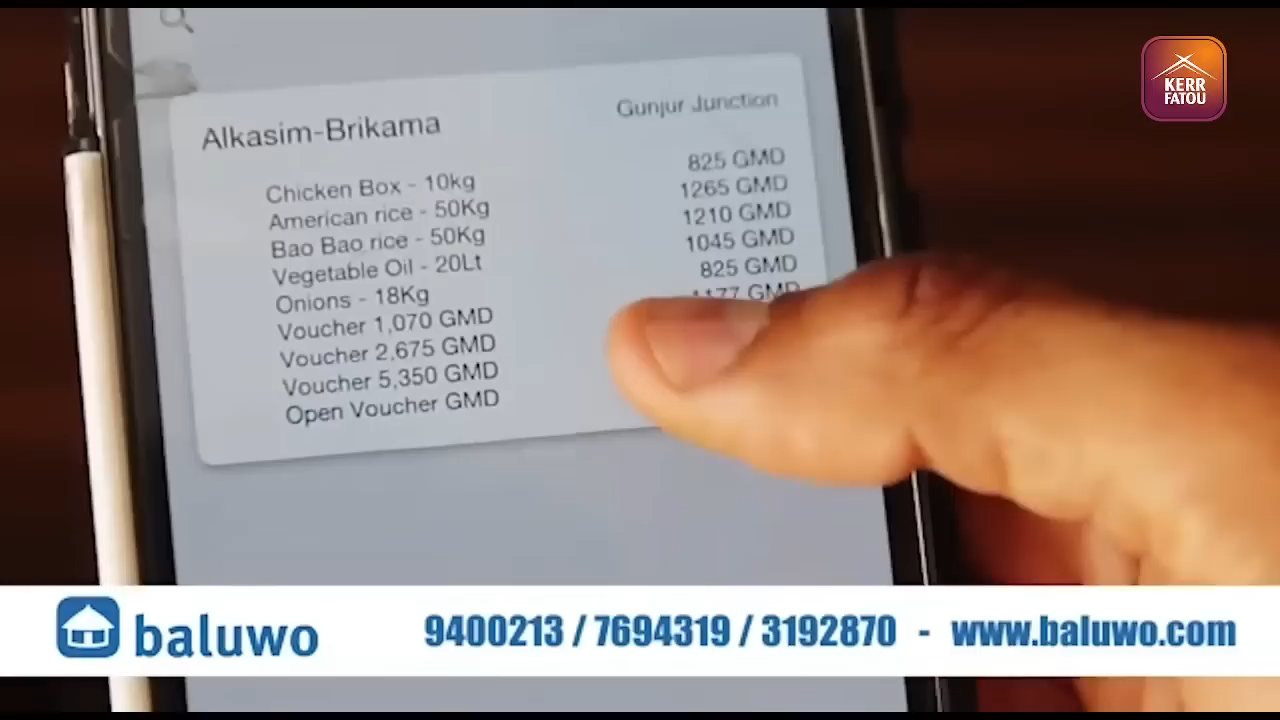 KERR
FATOU
Alkasim-Brikama
Gunjur Junction
Chicken Box - 10kg 825 GMD
American rice - 50Kg 1265 GMD
Bao Bao rice - 50Kg 1210 GMD
Vegetable Oil - 20Lt 1045 GMD
Onions - 18Kg 825 GMD
Voucher 1,070 GMD 1177 GMD
Voucher 2,675 GMD
Voucher 5,350 GMD
Open Voucher GMD
baluwo 9400213 / 7694319 / 3192870 - www.baluwo.com